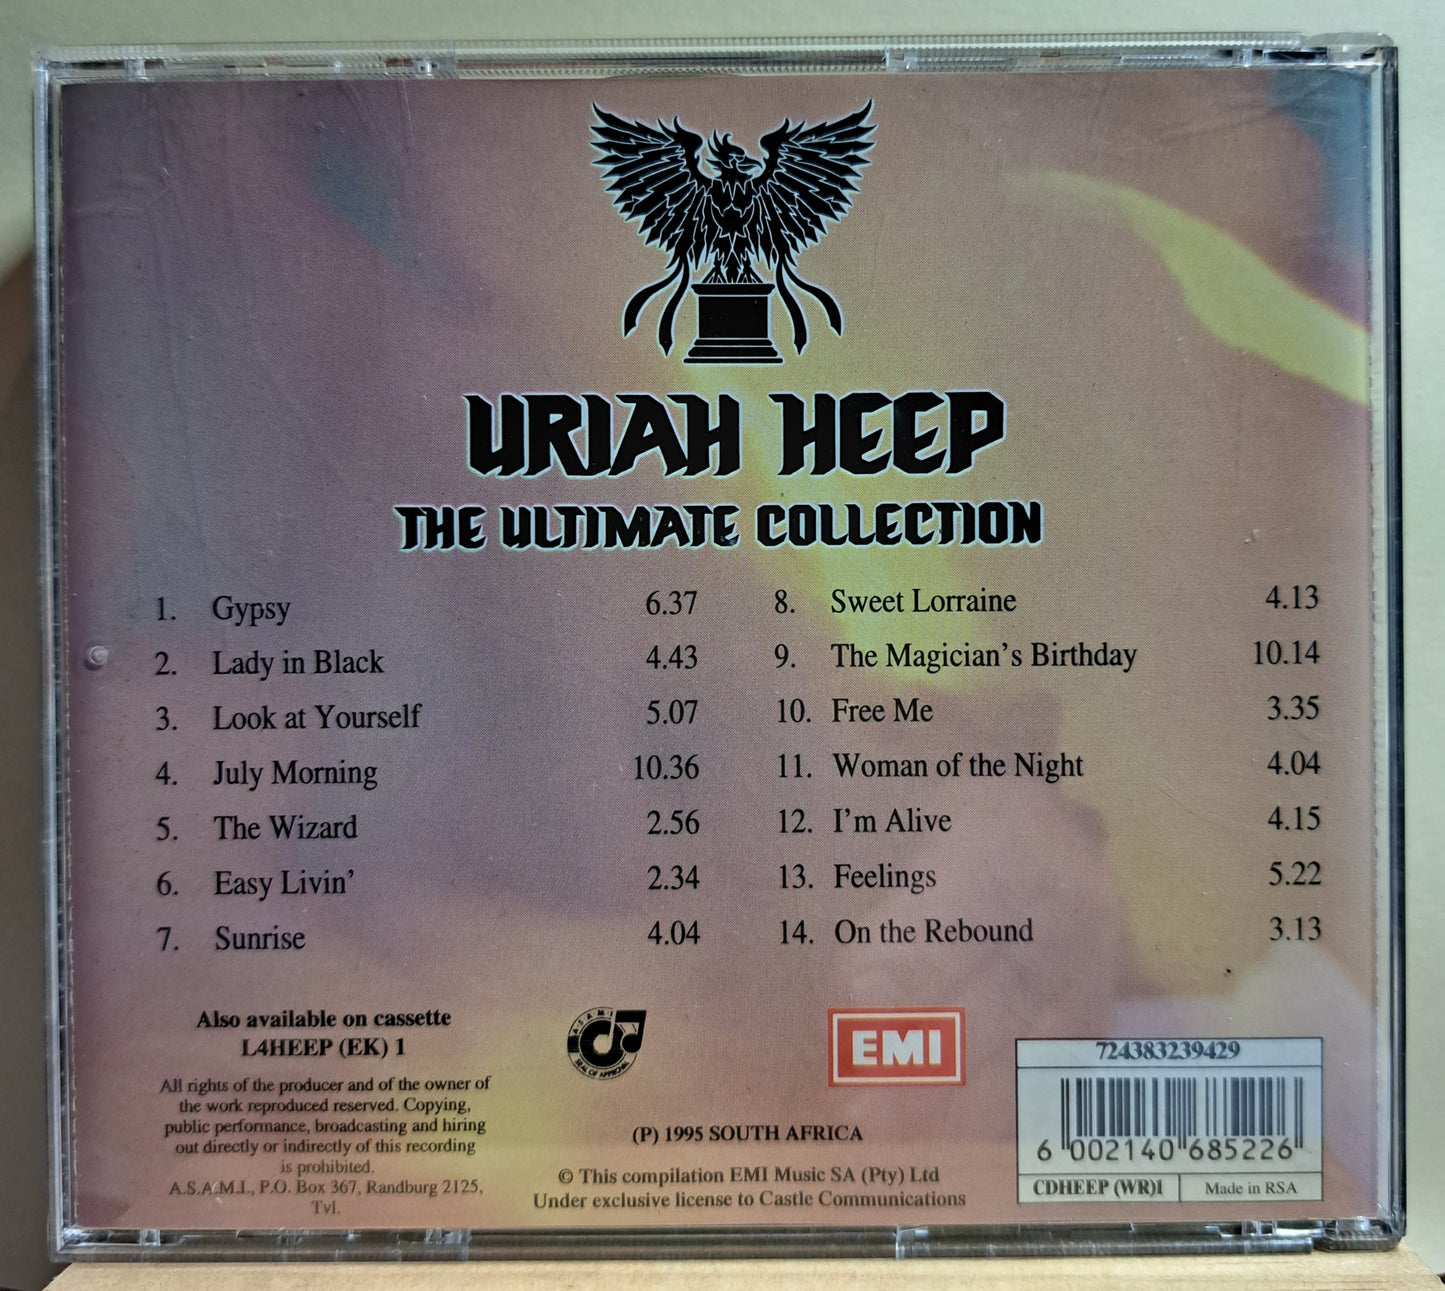 URIAH HEEP
THE ULTIMATE COLLECTION
1. Gypsy 6.37
2. Lady in Black 4.43
3. Look at Yourself 5.07
4. July Morning 10.36
5. The Wizard 2.56
6. Easy Livin' 2.34
7. Sunrise 4.04
8. Sweet Lorraine 4.13
9. The Magician's Birthday 10.14
10. Free Me 3.35
11. Woman of the Night 4.04
12. I'm Alive 4.15
13. Feelings 5.22
14. On the Rebound 3.13
Also available on cassette
L4HEEP (EK) 1
All rights of the producer and of the owner of
the work reproduced reserved. Copying,
public performance, broadcasting and hiring
out directly or indirectly of this recording
is prohibited.
A.S.A.M.I., P.O. Box 367, Randburg 2125,
Tvl.
A·S·A·M·I
SEAL OF APPROVAL
EMI
(P) 1995 SOUTH AFRICA
© This compilation EMI Music SA (Pty) Ltd
Under exclusive license to Castle Communications
724383239429
6 002140 685226
CDHEEP (WR)1
Made in RSA